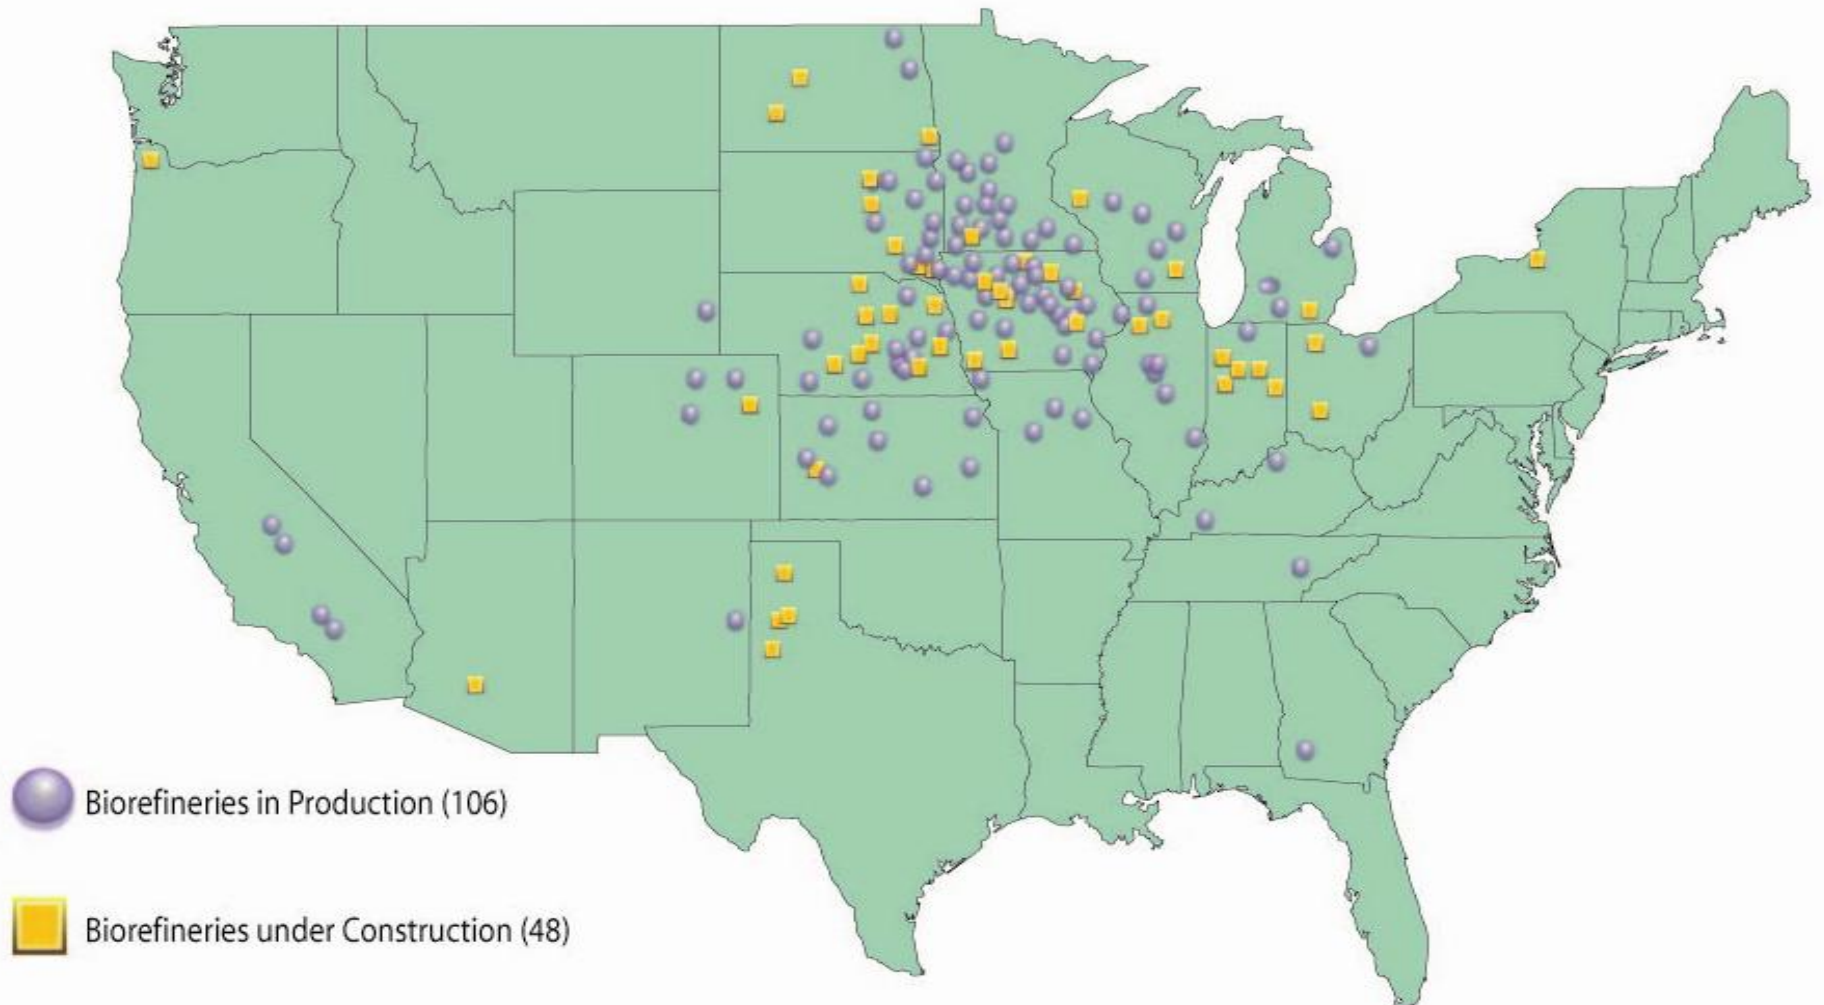 Biorefineries in Production (106)
Biorefineries under Construction (48)